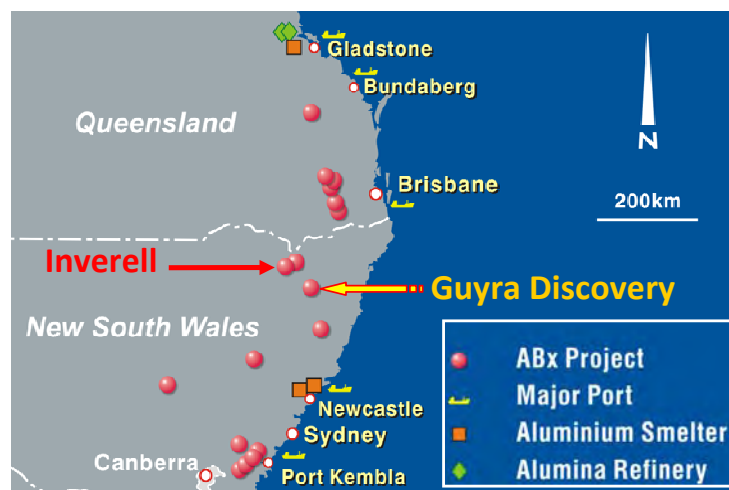 Gladstone
Bundaberg
Queensland
N
Brisbane
200km
Inverell
Guyra Discovery
New South Wales
ABx Project
Major Port
Newcastle
Aluminium Smelter
Sydney
Canberra
Alumina Refinery
Port Kembla